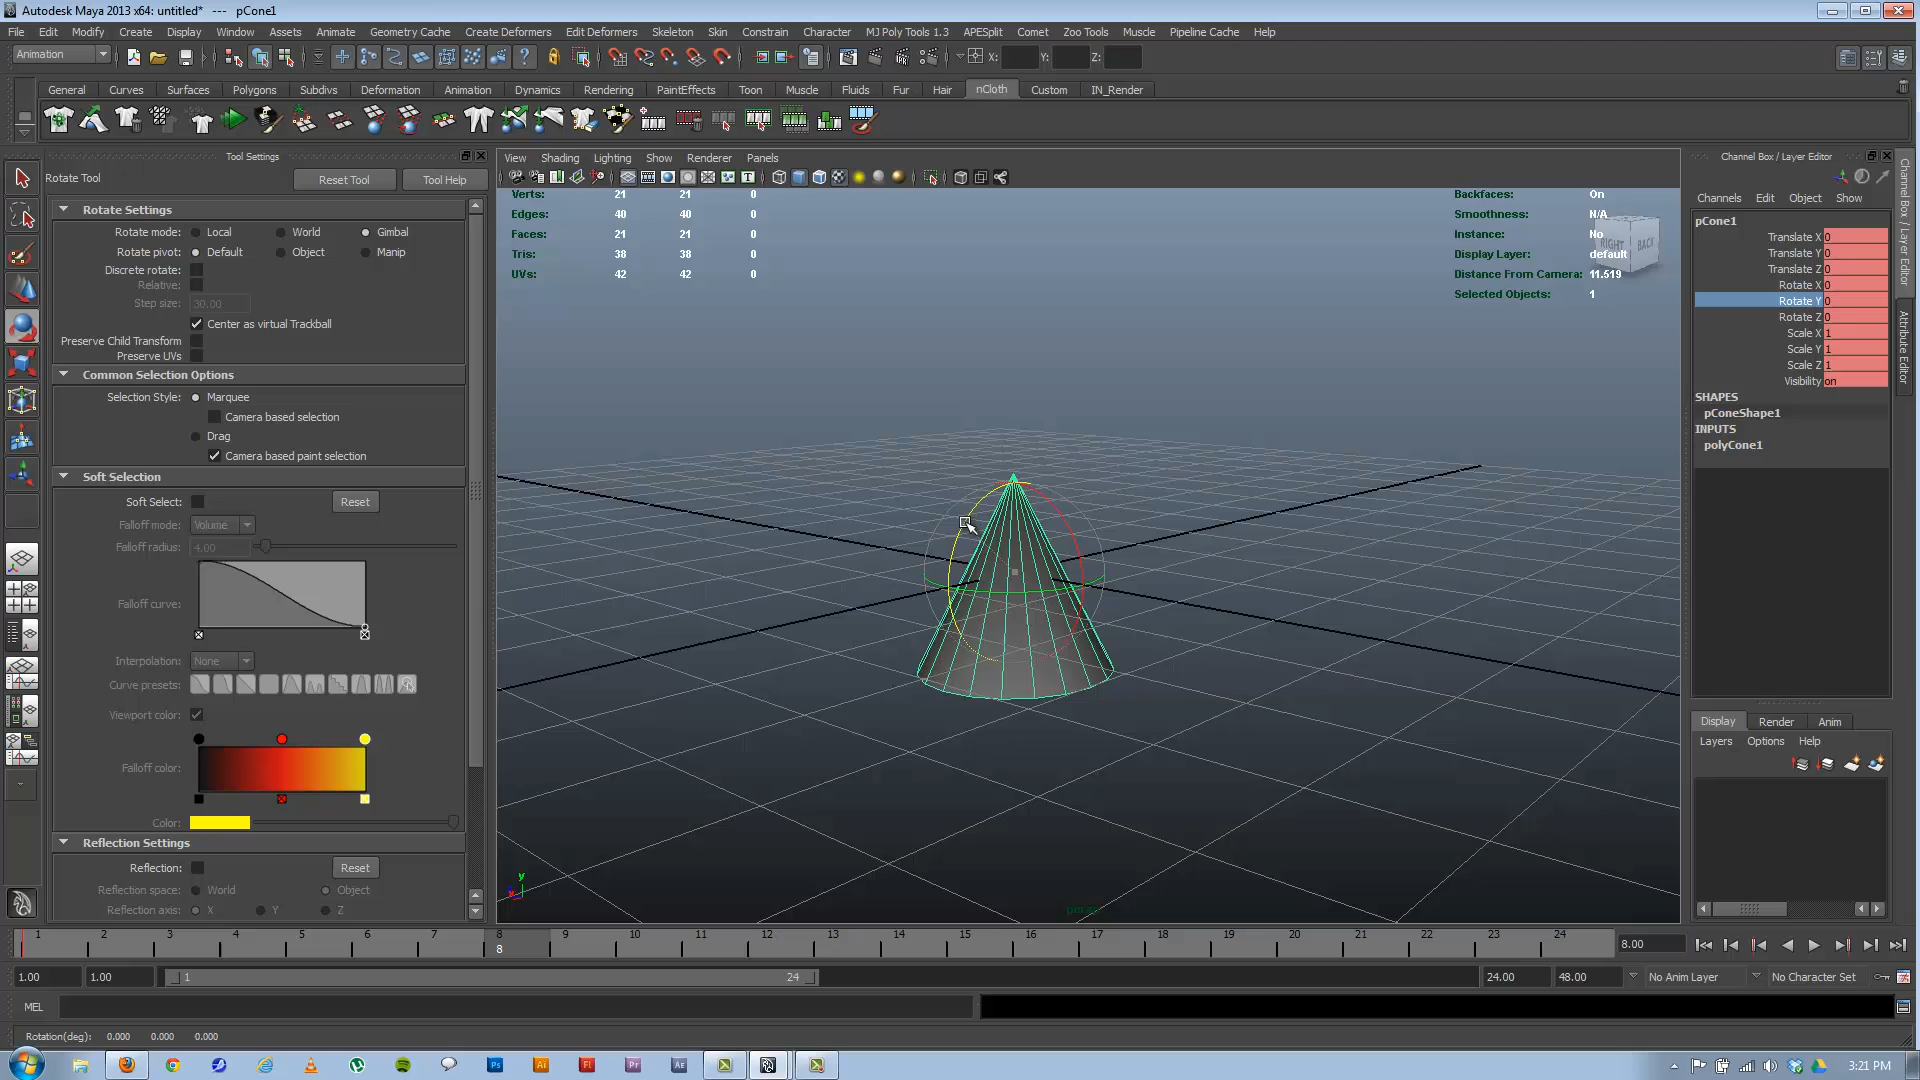 Autodesk Maya 2013 x64: untitled* --- pCone1
File Edit Modify Create Display Window Assets Animate Geometry Cache Create Deformers Edit Deformers Skeleton Skin Constrain Character MJ Poly Tools 1.3 APESplit Comet Zoo Tools Muscle Pipeline Cache Help
Animation X: Y: Z:
General Curves Surfaces Polygons Subdivs Deformation Animation Dynamics Rendering PaintEffects Toon Muscle Fluids Fur Hair nCloth Custom IN_Render
Tool Settings
Rotate Tool Reset Tool Tool Help
Rotate Settings
Rotate mode: Local World Gimbal
Rotate pivot: Default Object Manip
Discrete rotate:
Relative:
Step size: 30.00
Center as virtual Trackball
Preserve Child Transform
Preserve UVs
Common Selection Options
Selection Style: Marquee
Camera based selection
Drag
Camera based paint selection
Soft Selection
Soft Select: Reset
Falloff mode: Volume
Falloff radius: 4.00
Falloff curve:
Interpolation: None
Curve presets:
Viewport color:
Falloff color:
Color:
Reflection Settings
Reflection: Reset
Reflection space: World Object
Reflection axis: X Y Z
View Shading Lighting Show Renderer Panels
Verts: 21 21 0
Edges: 40 40 0
Faces: 21 21 0
Tris: 38 38 0
UVs: 42 42 0
Backfaces: On
Smoothness: N/A
Instance: No
Display Layer: default
Distance From Camera: 11.519
Selected Objects: 1
RIGHT BACK
y
x
persp
Channel Box / Layer Editor
Channels Edit Object Show
pCone1
Translate X 0
Translate Y 0
Translate Z 0
Rotate X 0
Rotate Y 0
Rotate Z 0
Scale X 1
Scale Y 1
Scale Z 1
Visibility on
SHAPES
pConeShape1
INPUTS
polyCone1
Display Render Anim
Layers Options Help
Channel Box / Layer Editor
Attribute Editor
1 2 3 4 5 6 7 8 9 10 11 12 13 14 15 16 17 18 19 20 21 22 23 24
8
8.00
1.00 1.00 1 24 24.00 48.00 No Anim Layer No Character Set
MEL
Rotation(deg): 0.000 0.000 0.000
Ps Ai Fl Pr Ae
3:21 PM